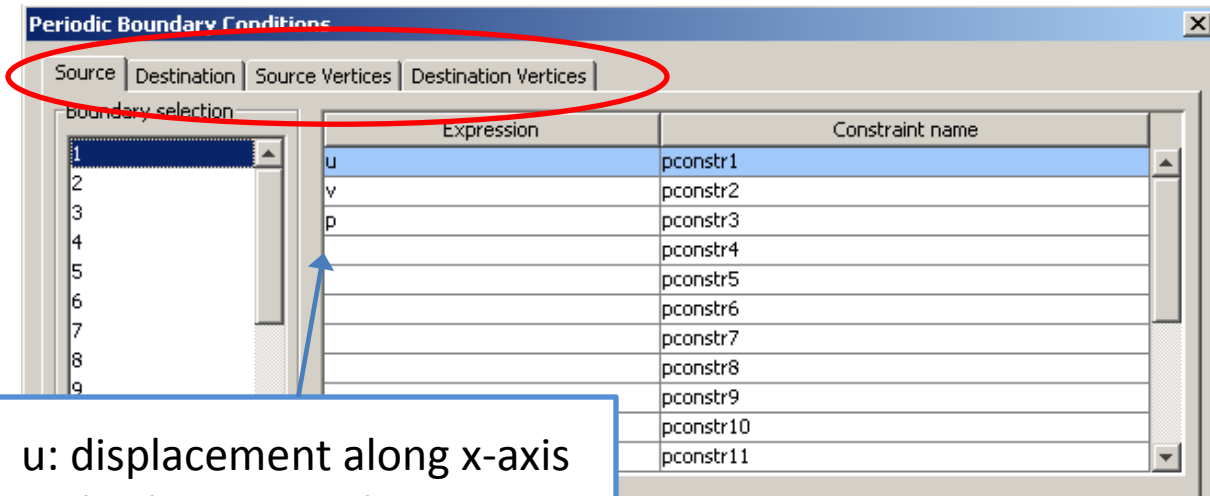 Periodic Boundary Conditions
Source Destination Source Vertices Destination Vertices
Boundary selection
Expression Constraint name
1
2
3
4
5
6
7
8
9
u pconstr1
v pconstr2
p pconstr3
pconstr4
pconstr5
pconstr6
pconstr7
pconstr8
pconstr9
pconstr10
pconstr11
u: displacement along x-axis